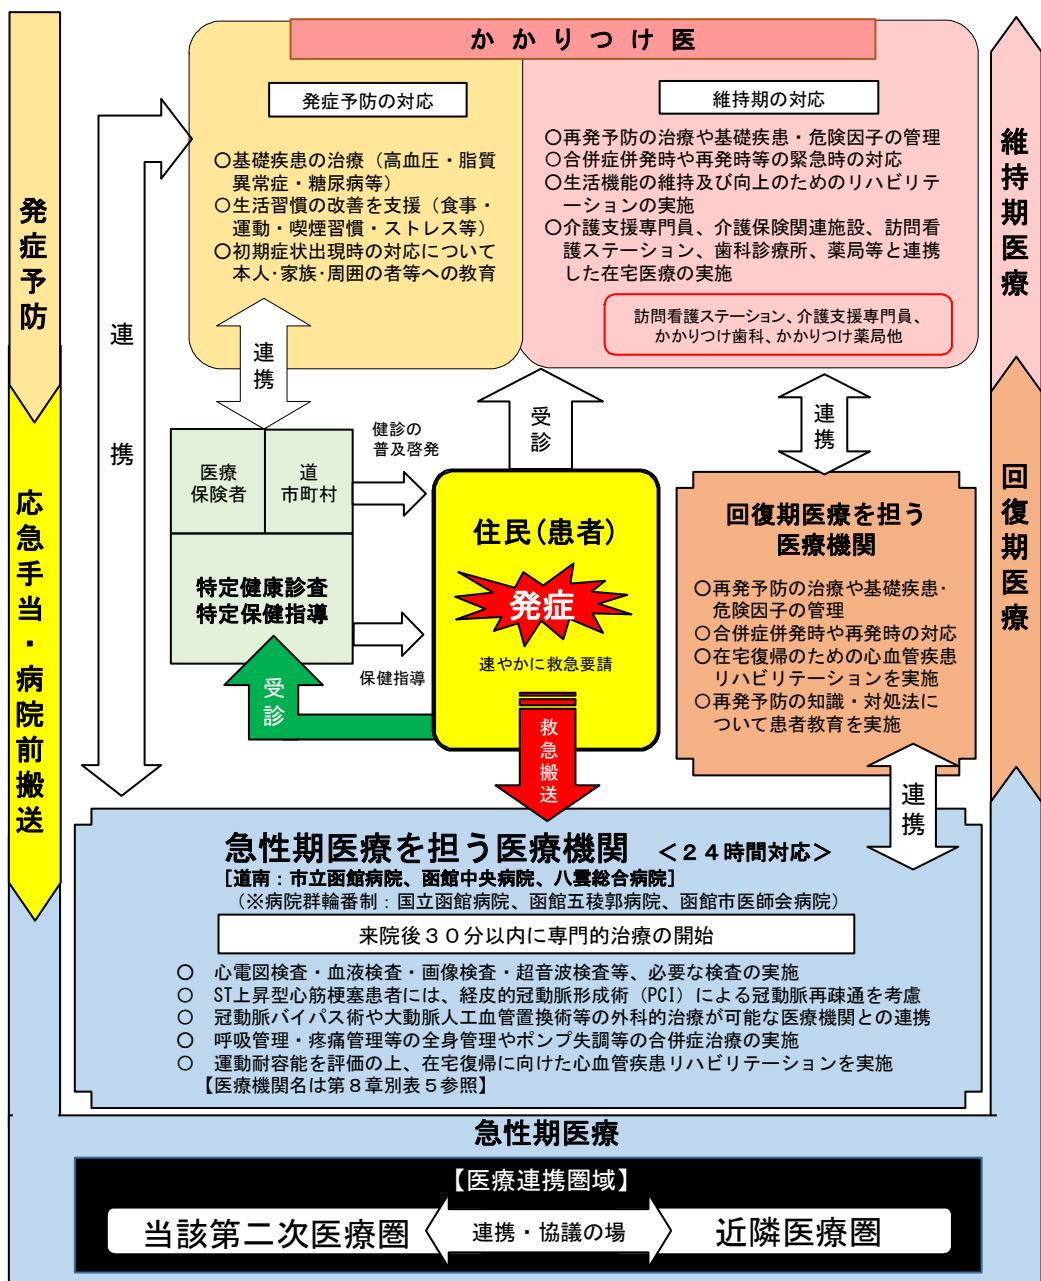 かかりつけ医
発症予防の対応
○基礎疾患の治療（高血圧・脂質
異常症・糖尿病等）
○生活習慣の改善を支援（食事・
運動・喫煙習慣・ストレス等）
○初期症状出現時の対応について
本人・家族・周囲の者等への教育
維持期の対応
○再発予防の治療や基礎疾患・危険因子の管理
○合併症併発時や再発時等の緊急時の対応
○生活機能の維持及び向上のためのリハビリテ
ーションの実施
○介護支援専門員、介護保険関連施設、訪問看
護ステーション、歯科診療所、薬局等と連携
した在宅医療の実施
訪問看護ステーション、介護支援専門員、
かかりつけ歯科、かかりつけ薬局他
発症予防
応急手当・病院前搬送
維持期医療
回復期医療
連携
連携
受診
連携
医療
保険者
道
市町村
健診の
普及啓発
特定健康診査
特定保健指導
保健指導
受診
住民(患者)
発症
速やかに救急要請
救急搬送
回復期医療を担う
医療機関
○再発予防の治療や基礎疾患・
危険因子の管理
○合併症併発時や再発時の対応
○在宅復帰のための心血管疾患
リハビリテーションを実施
○再発予防の知識・対処法に
ついて患者教育を実施
連携
急性期医療を担う医療機関　＜２４時間対応＞
[道南：市立函館病院、函館中央病院、八雲総合病院]
（※病院群輪番制：国立函館病院、函館五稜郭病院、函館市医師会病院）
来院後３０分以内に専門的治療の開始
○　心電図検査・血液検査・画像検査・超音波検査等、必要な検査の実施
○　ST上昇型心筋梗塞患者には、経皮的冠動脈形成術（PCI）による冠動脈再疎通を考慮
○　冠動脈バイパス術や大動脈人工血管置換術等の外科的治療が可能な医療機関との連携
○　呼吸管理・疼痛管理等の全身管理やポンプ失調等の合併症治療の実施
○　運動耐容能を評価の上、在宅復帰に向けた心血管疾患リハビリテーションを実施
【医療機関名は第８章別表５参照】
急性期医療
【医療連携圏域】
当該第二次医療圏
連携・協議の場
近隣医療圏